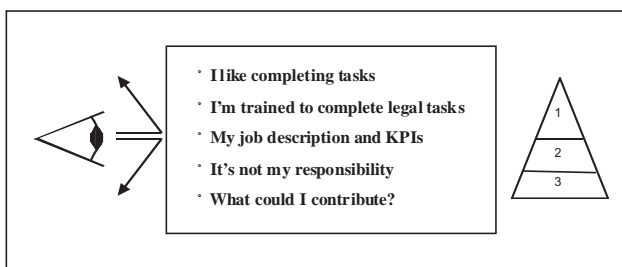 ° I like completing tasks
° I'm trained to complete legal tasks
° My job description and KPIs
° It's not my responsibility
° What could I contribute?
1
2
3